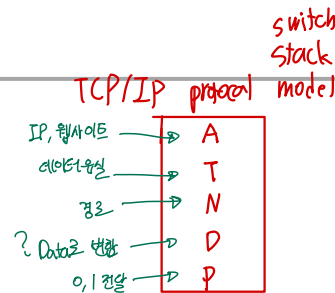 switch
stack
TCP/IP protocol model
IP, 웹사이트 A
데이터 유실 T
경로 N
? Data로 변환 D
0, 1 전달 P